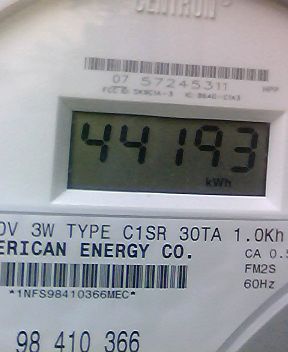 CENTRON®
07 57245311 HPP
44193
kWh
0V 3W TYPE C1SR 30TA 1.0Kh
ERICAN ENERGY CO.
CA 0.5
FM2S
60Hz
*1NFS98410366MEC*
98 410 366